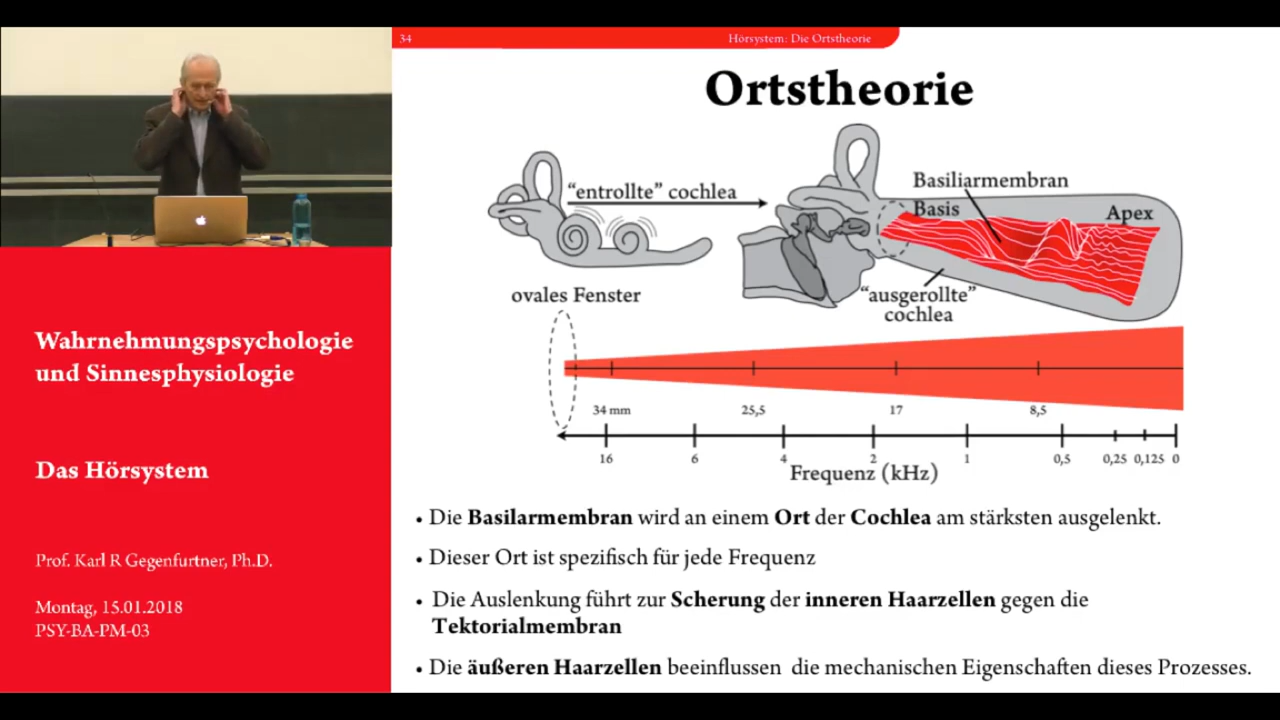 34
Hörsystem: Die Ortstheorie
Ortstheorie
“entrollte” cochlea
Basiliarmembran
Basis
Apex
ovales Fenster
“ausgerollte”
cochlea
34 mm 25,5 17 8,5
16 6 4 2 1 0,5 0,25 0,125 0
Frequenz (kHz)
• Die Basilarmembran wird an einem Ort der Cochlea am stärksten ausgelenkt.
• Dieser Ort ist spezifisch für jede Frequenz
• Die Auslenkung führt zur Scherung der inneren Haarzellen gegen die
Tektorialmembran
• Die äußeren Haarzellen beeinflussen die mechanischen Eigenschaften dieses Prozesses.
Wahrnehmungspsychologie
und Sinnesphysiologie
Das Hörsystem
Prof. Karl R Gegenfurtner, Ph.D.
Montag, 15.01.2018
PSY-BA-PM-03